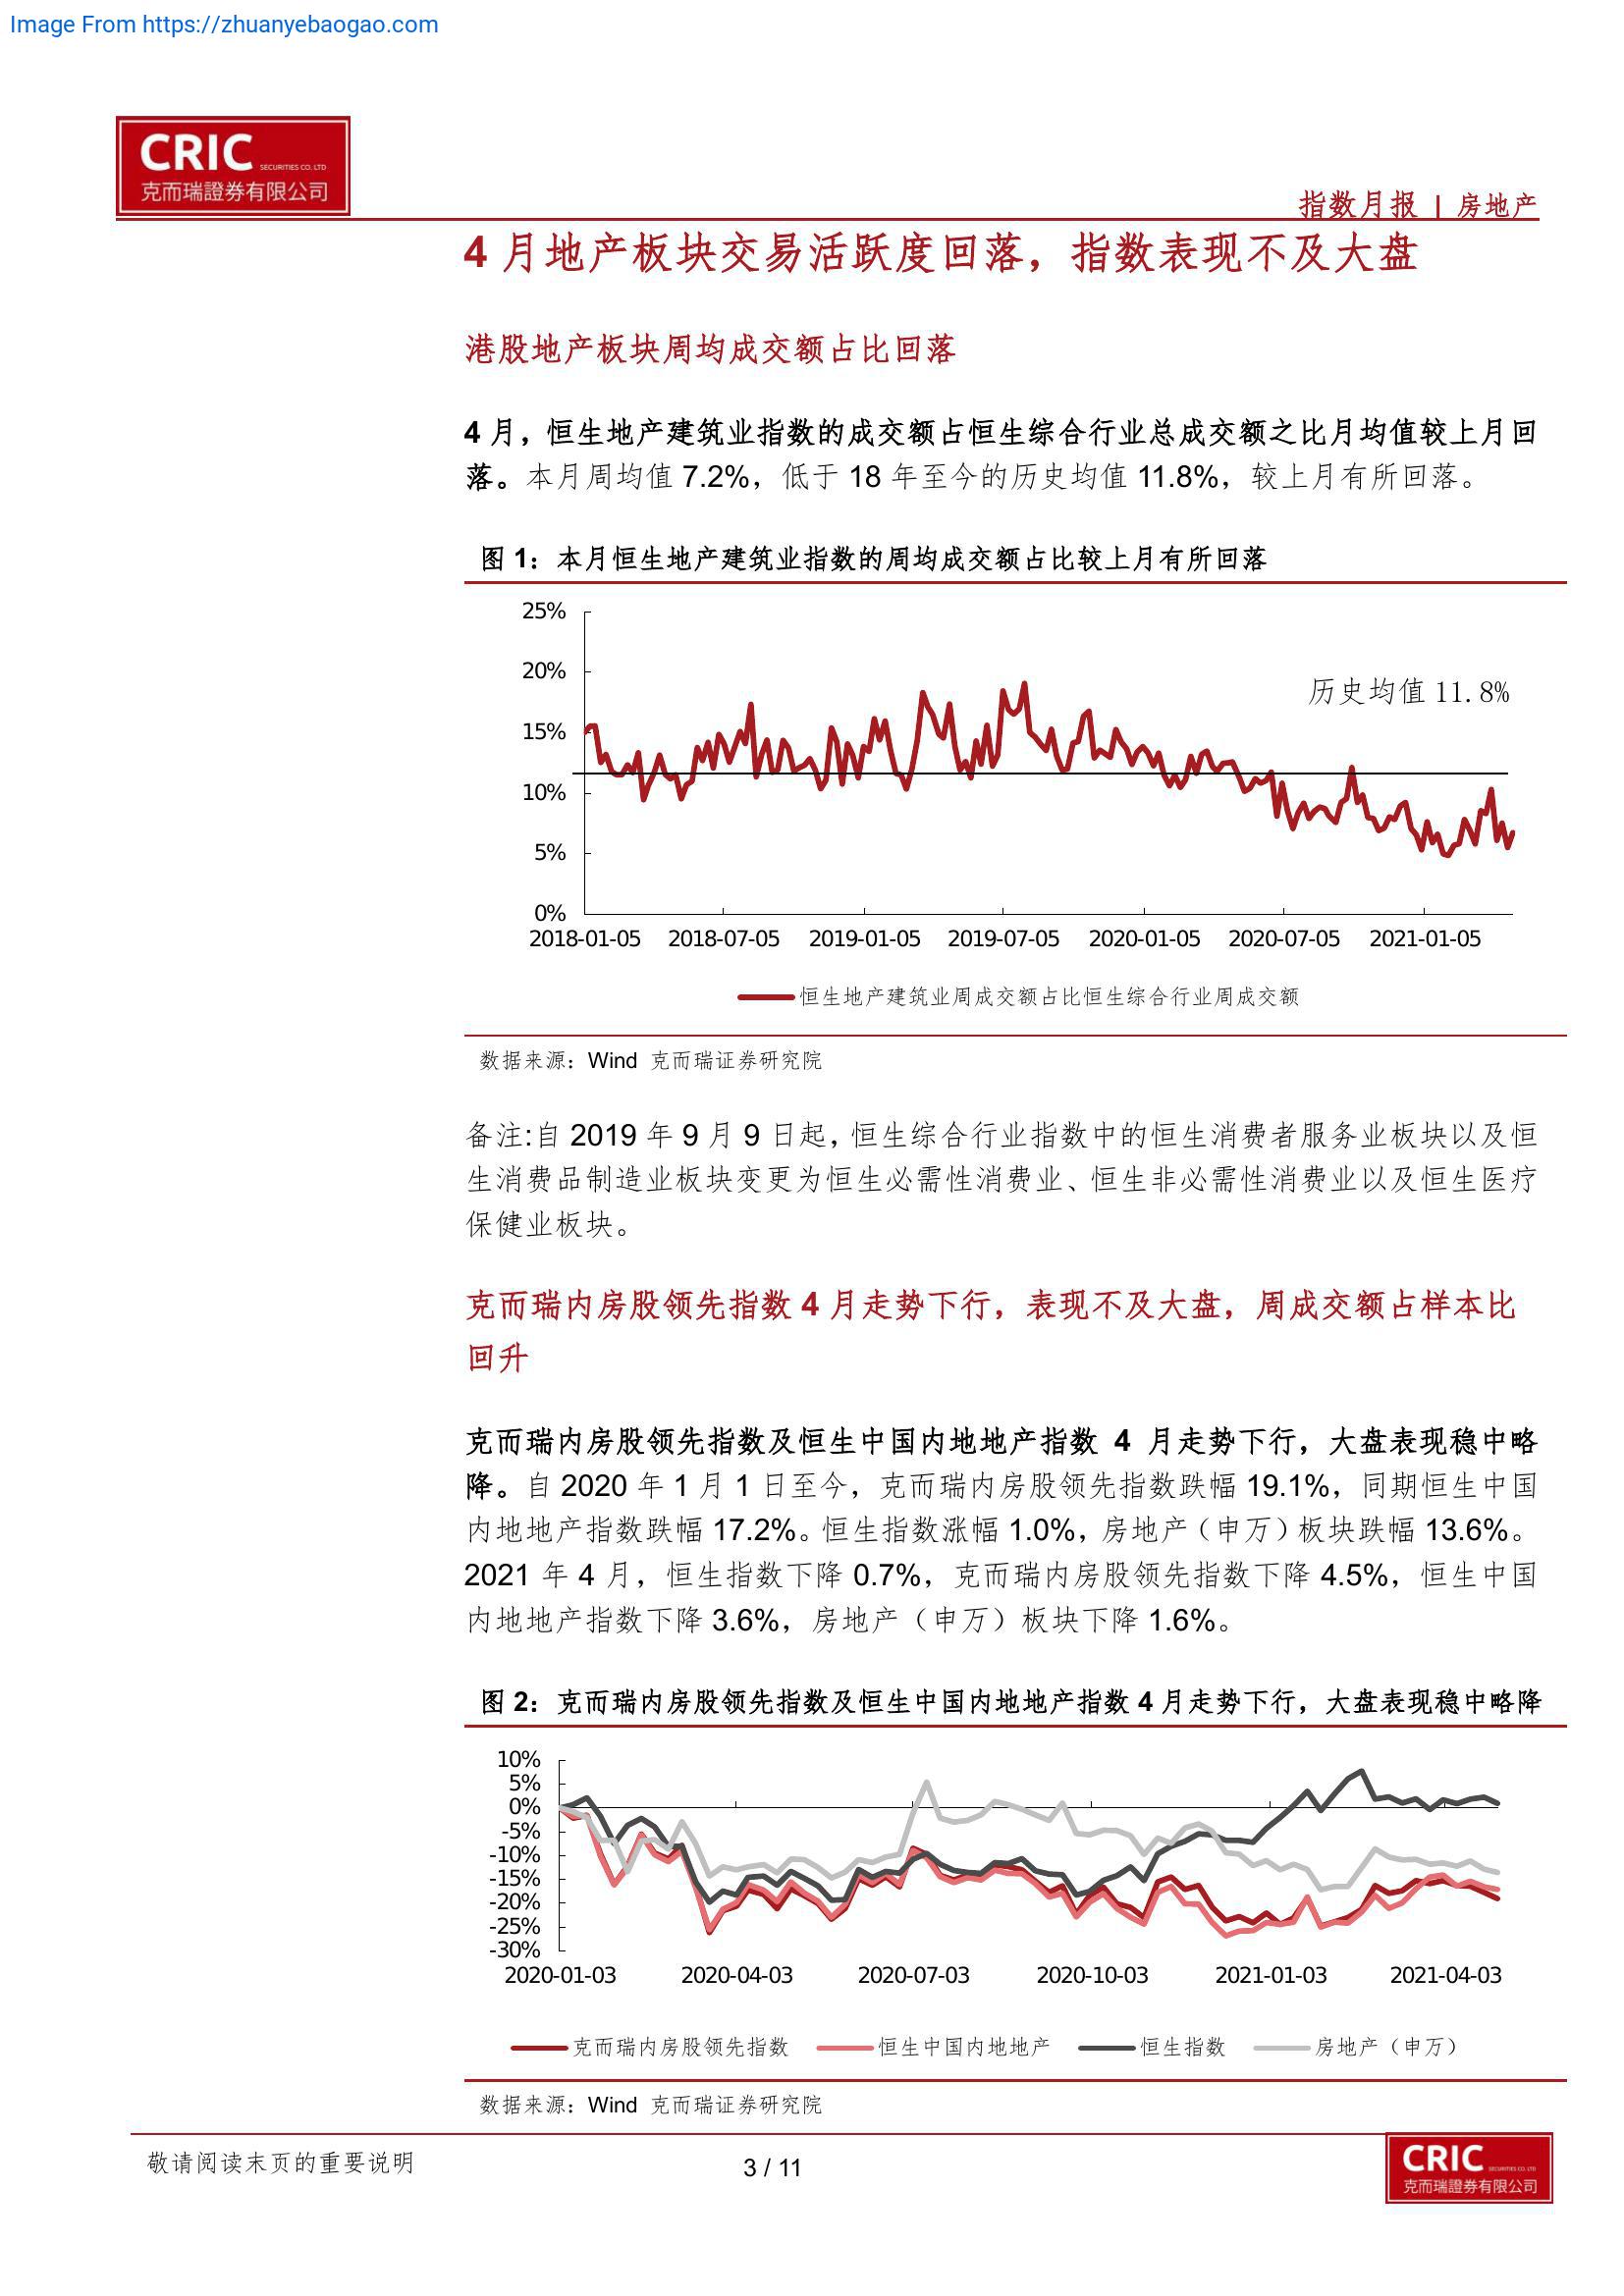 Image From https://zhuanyebaogao.com
CRIC SECURITIES CO. LTD
克而瑞證券有限公司
指数月报 | 房地产
4 月地产板块交易活跃度回落，指数表现不及大盘
港股地产板块周均成交额占比回落
4 月，恒生地产建筑业指数的成交额占恒生综合行业总成交额之比月均值较上月回
落。本月周均值 7.2%，低于 18 年至今的历史均值 11.8%，较上月有所回落。
图 1：本月恒生地产建筑业指数的周均成交额占比较上月有所回落
25%
20%
历史均值 11.8%
15%
10%
5%
0%
2018-01-05 2018-07-05 2019-01-05 2019-07-05 2020-01-05 2020-07-05 2021-01-05
恒生地产建筑业周成交额占比恒生综合行业周成交额
数据来源：Wind 克而瑞证券研究院
备注:自 2019 年 9 月 9 日起，恒生综合行业指数中的恒生消费者服务业板块以及恒
生消费品制造业板块变更为恒生必需性消费业、恒生非必需性消费业以及恒生医疗
保健业板块。
克而瑞内房股领先指数 4 月走势下行，表现不及大盘，周成交额占样本比
回升
克而瑞内房股领先指数及恒生中国内地地产指数 4 月走势下行，大盘表现稳中略
降。自 2020 年 1 月 1 日至今，克而瑞内房股领先指数跌幅 19.1%，同期恒生中国
内地地产指数跌幅 17.2%。恒生指数涨幅 1.0%，房地产（申万）板块跌幅 13.6%。
2021 年 4 月，恒生指数下降 0.7%，克而瑞内房股领先指数下降 4.5%，恒生中国
内地地产指数下降 3.6%，房地产（申万）板块下降 1.6%。
图 2：克而瑞内房股领先指数及恒生中国内地地产指数 4 月走势下行，大盘表现稳中略降
10%
5%
0%
-5%
-10%
-15%
-20%
-25%
-30%
2020-01-03 2020-04-03 2020-07-03 2020-10-03 2021-01-03 2021-04-03
克而瑞内房股领先指数 恒生中国内地地产 恒生指数 房地产（申万）
数据来源：Wind 克而瑞证券研究院
敬请阅读末页的重要说明
3 / 11
CRIC SECURITIES CO. LTD
克而瑞證券有限公司